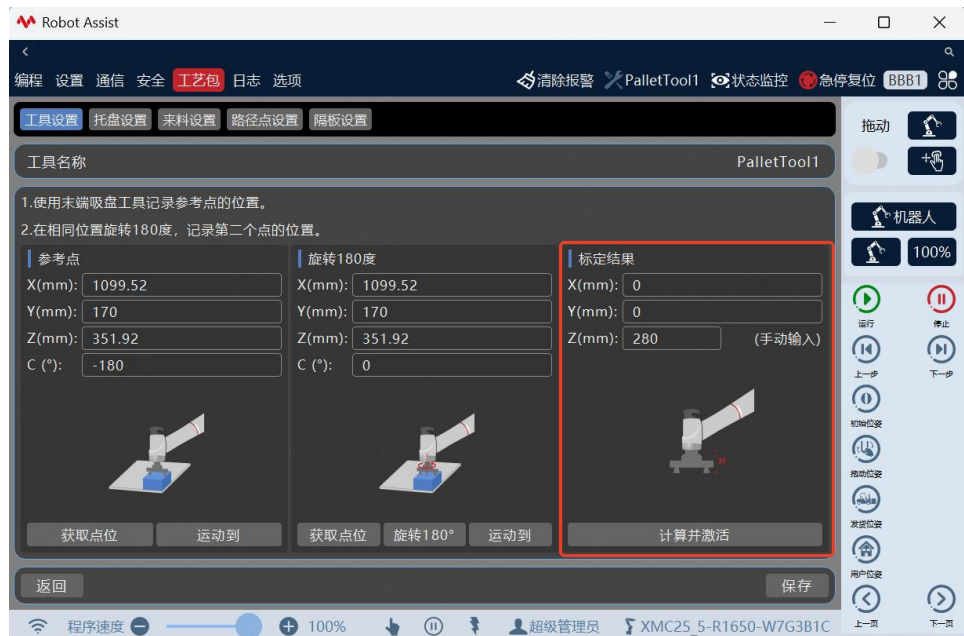 Robot Assist
编程 设置 通信 安全 工艺包 日志 选项 清除报警 PalletTool1 状态监控 急停复位 BBB1
工具设置 托盘设置 来料设置 路径点设置 隔板设置
拖动
工具名称 PalletTool1
1.使用末端吸盘工具记录参考点的位置。
2.在相同位置旋转180度，记录第二个点的位置。
机器人
100%
参考点 旋转180度 标定结果
X(mm): 1099.52 X(mm): 1099.52 X(mm): 0
Y(mm): 170 Y(mm): 170 Y(mm): 0
Z(mm): 351.92 Z(mm): 351.92 Z(mm): 280 (手动输入)
C (°): -180 C (°): 0
运行 停止
上一步 下一步
初始位姿
拖动位姿
发货位姿
用户位姿
H
获取点位 运动到 获取点位 旋转180° 运动到 计算并激活
返回 保存
程序速度 100% 超级管理员 XMC25_5-R1650-W7G3B1C
上一页 下一页